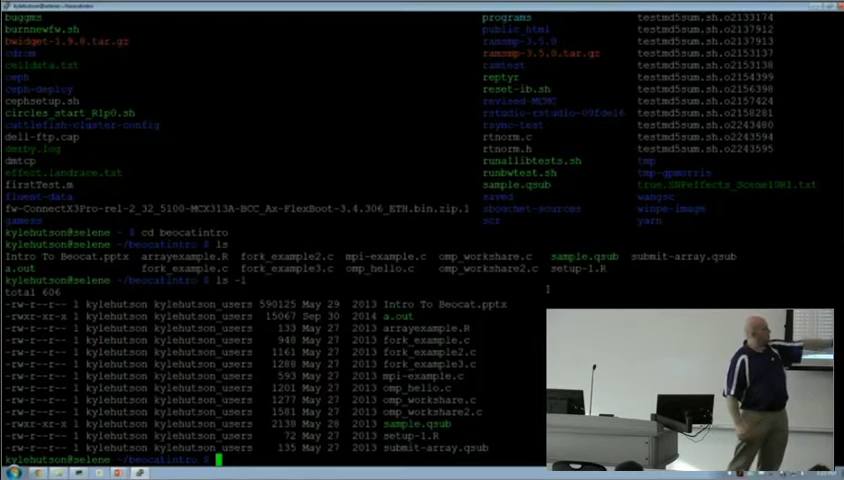 buggms programs testmd5sum.sh.o2133174
burnnewfw.sh public_html testmd5sum.sh.o2137912
bwidget-1.9.8.tar.gz ramsmp-3.5.0 testmd5sum.sh.o2137913
cdrom ramsmp-3.5.0.tar.gz testmd5sum.sh.o2153137
celldata.txt ramtest testmd5sum.sh.o2153138
ceph reptyr testmd5sum.sh.o2154399
ceph-deploy reset-ib.sh testmd5sum.sh.o2156398
cephsetup.sh revised-MCMC testmd5sum.sh.o2157424
circles_start_R1p0.sh rstudio-rstudio-09fde16 testmd5sum.sh.o2158281
cuttlefish-cluster-config rsync-test testmd5sum.sh.o2243480
dell-ftp.cap rtnorm.c testmd5sum.sh.o2243594
derby.log rtnorm.h testmd5sum.sh.o2243595
dmtcp runallibtests.sh tmp
effect.landrace.txt runbwtest.sh tmp-gpmorris
firstTest.m sample.qsub
fluent-data saved wangsc
fw-ConnectX3Pro-rel-2_32_5100-MCX313A-BCC_Ax-FlexBoot-3.4.306_ETH.bin.zip.1 sbouchet-sources winpe-image
gamess scr yarn
kylehutson@selene ~ $ cd beocatintro
kylehutson@selene ~/beocatintro $ ls
Intro To Beocat.pptx arrayexample.R fork_example2.c mpi-example.c omp_workshare.c sample.qsub submit-array.qsub
a.out fork_example.c fork_example3.c omp_hello.c omp_workshare2.c setup-1.R
kylehutson@selene ~/beocatintro $ ls -l
total 606
-rw-r--r-- 1 kylehutson kylehutson_users 590125 May 29 2013 Intro To Beocat.pptx
-rwxr-xr-x 1 kylehutson kylehutson_users 15067 Sep 30 2014 a.out
-rw-r--r-- 1 kylehutson kylehutson_users 133 May 27 2013 arrayexample.R
-rw-r--r-- 1 kylehutson kylehutson_users 948 May 27 2013 fork_example.c
-rw-r--r-- 1 kylehutson kylehutson_users 1161 May 27 2013 fork_example2.c
-rw-r--r-- 1 kylehutson kylehutson_users 1288 May 27 2013 fork_example3.c
-rw-r--r-- 1 kylehutson kylehutson_users 593 May 27 2013 mpi-example.c
-rw-r--r-- 1 kylehutson kylehutson_users 1201 May 27 2013 omp_hello.c
-rw-r--r-- 1 kylehutson kylehutson_users 1277 May 27 2013 omp_workshare.c
-rw-r--r-- 1 kylehutson kylehutson_users 1581 May 27 2013 omp_workshare2.c
-rw-r--r-- 1 kylehutson kylehutson_users 2138 May 28 2013 sample.qsub
-rw-r--r-- 1 kylehutson kylehutson_users 72 May 27 2013 setup-1.R
-rw-r--r-- 1 kylehutson kylehutson_users 135 May 27 2013 submit-array.qsub
kylehutson@selene ~/beocatintro $